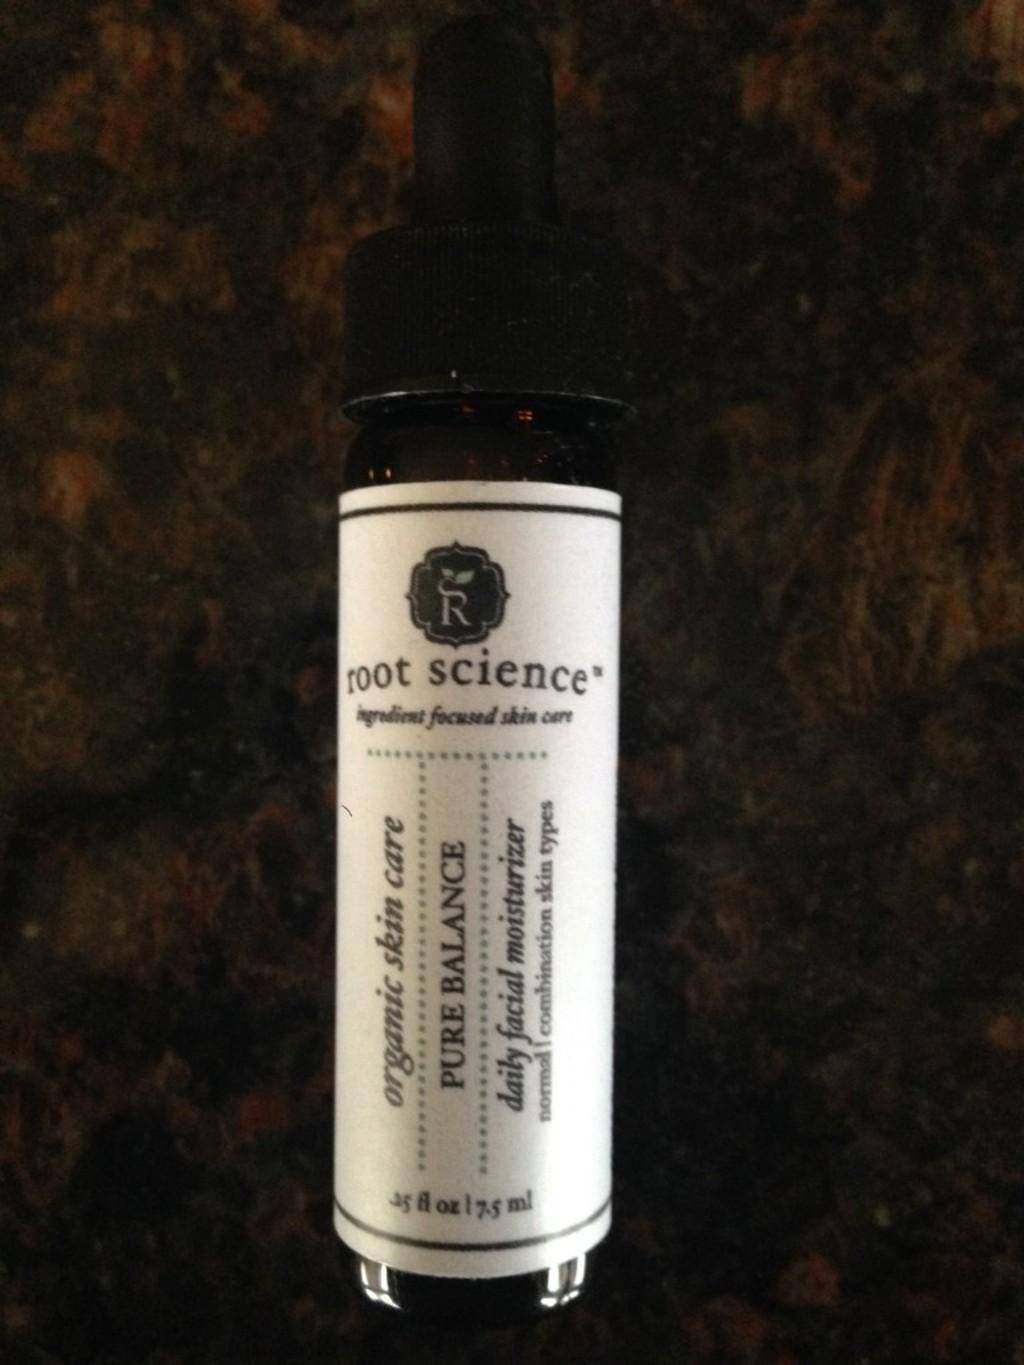 R
root science™
ingredient focused skin care
organic skin care
PURE BALANCE
daily facial moisturizer
normal | combination skin types
.25 fl oz | 7.5 ml